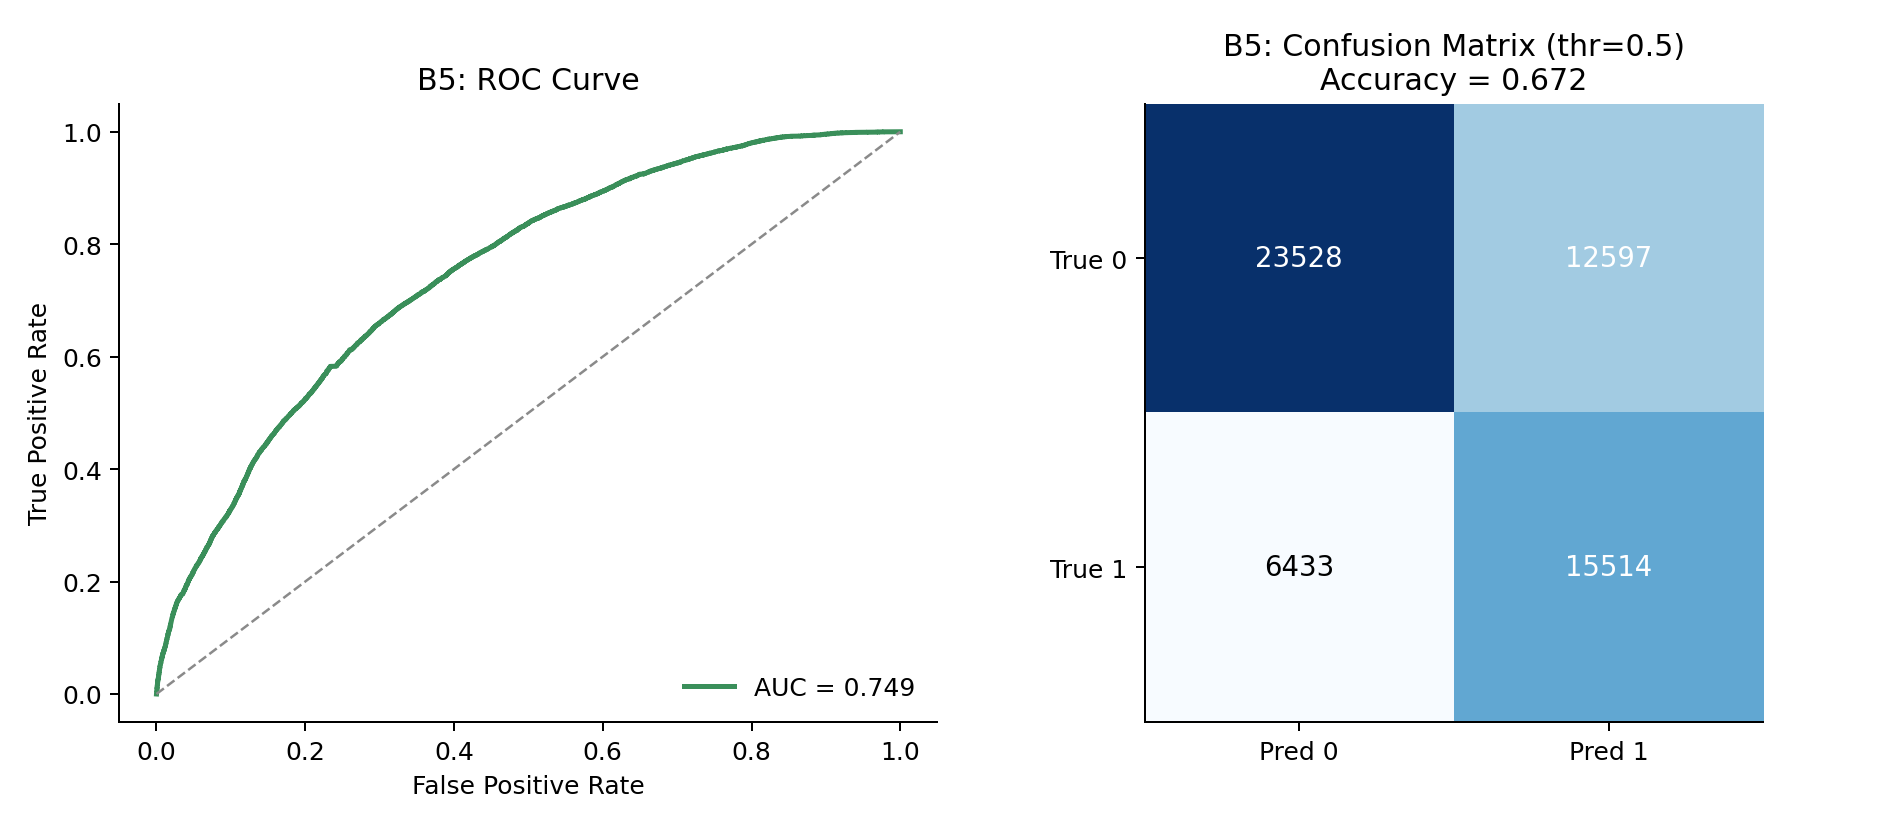 B5: ROC Curve
1.0
0.8
0.6
0.4
0.2
0.0
True Positive Rate
0.0 0.2 0.4 0.6 0.8 1.0
False Positive Rate
AUC = 0.749
B5: Confusion Matrix (thr=0.5)
Accuracy = 0.672
True 0 23528 12597
True 1 6433 15514
Pred 0 Pred 1